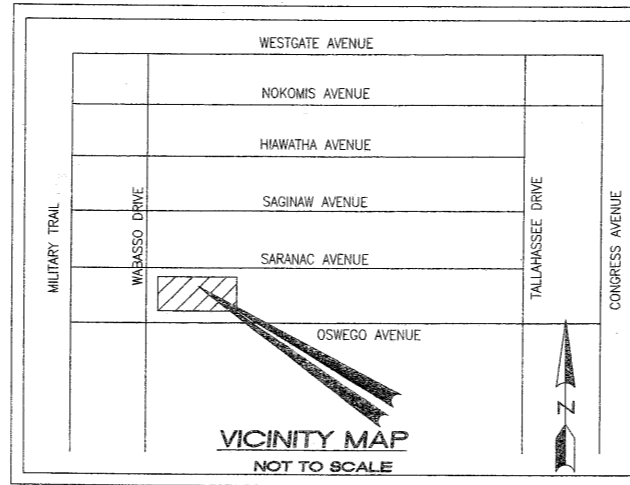 WESTGATE AVENUE
NOKOMIS AVENUE
HIAWATHA AVENUE
SAGINAW AVENUE
SARANAC AVENUE
OSWEGO AVENUE
MILITARY TRAIL
WABASSO DRIVE
TALLAHASSEE DRIVE
CONGRESS AVENUE
N
VICINITY MAP
NOT TO SCALE